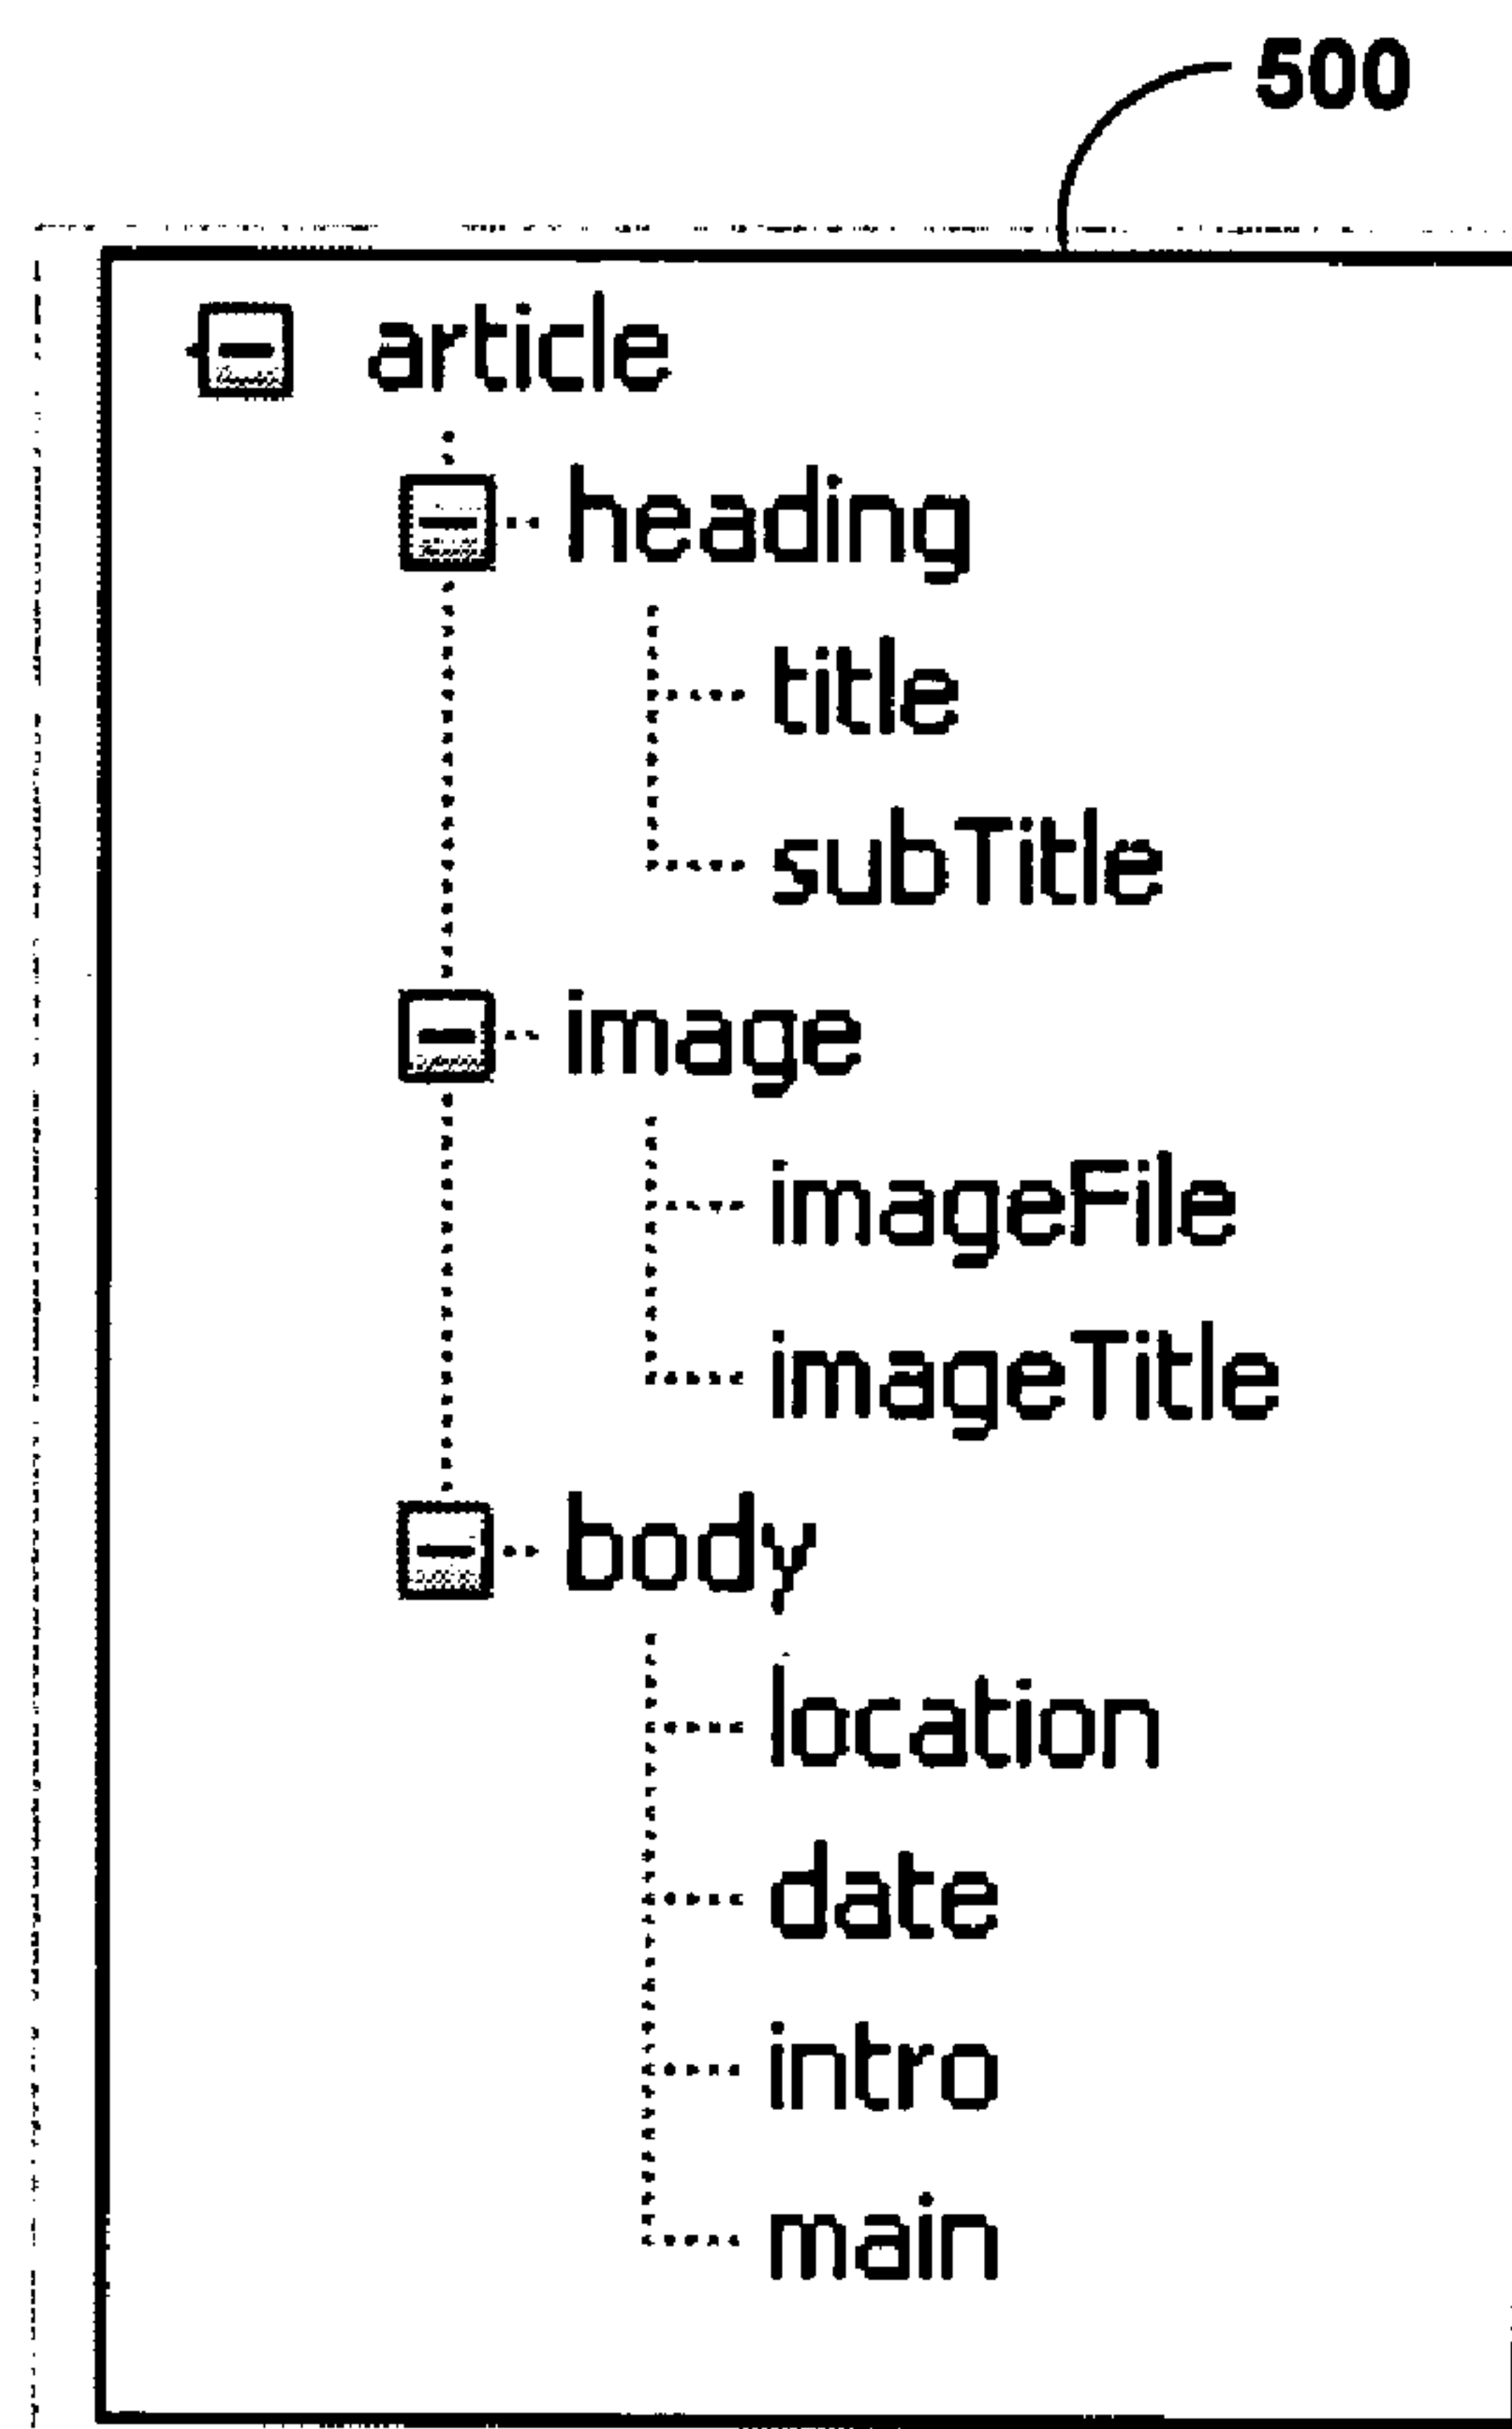 500
article
heading
title
subTitle
image
imageFile
imageTitle
body
location
date
intro
main